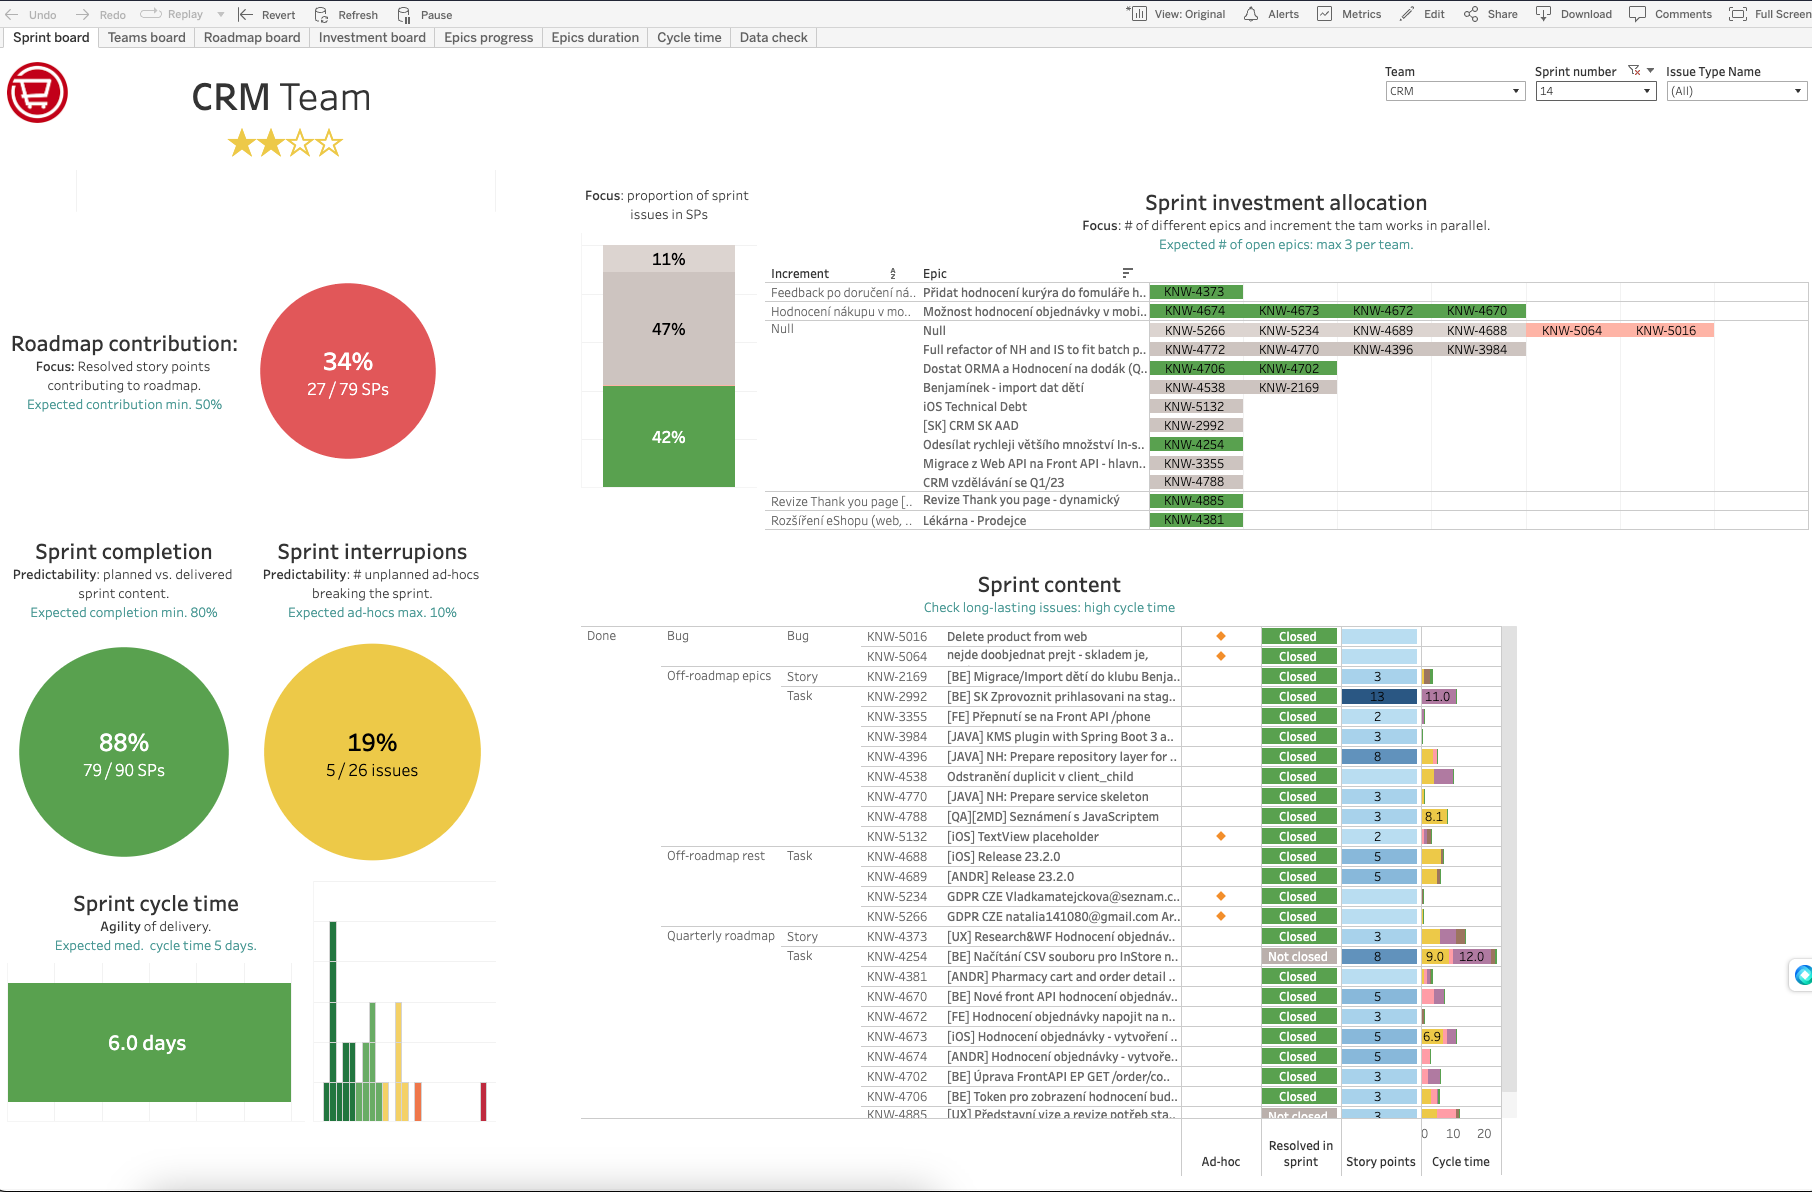 Undo Redo Replay Revert Refresh Pause View: Original Alerts Metrics Edit Share Download Comments Full Screen
Sprint board Teams board Roadmap board Investment board Epics progress Epics duration Cycle time Data check
CRM Team
Team Sprint number Issue Type Name
CRM 14 (All)
Roadmap contribution:
Focus: Resolved story points
contributing to roadmap.
Expected contribution min. 50%
34%
27 / 79 SPs
Focus: proportion of sprint
issues in SPs
11%
47%
42%
Sprint investment allocation
Focus: # of different epics and increment the tam works in parallel.
Expected # of open epics: max 3 per team.
Increment Epic
Feedback po doručení ná.. Přidat hodnocení kurýra do fomuláře h.. KNW-4373
Hodnocení nákupu v mo.. Možnost hodnocení objednávky v mobi.. KNW-4674 KNW-4673 KNW-4672 KNW-4670
Null Null KNW-5266 KNW-5234 KNW-4689 KNW-4688 KNW-5064 KNW-5016
Full refactor of NH and IS to fit batch p.. KNW-4772 KNW-4770 KNW-4396 KNW-3984
Dostat ORMA a Hodnocení na dodák (Q.. KNW-4706 KNW-4702
Benjamínek - import dat dětí KNW-4538 KNW-2169
iOS Technical Debt KNW-5132
[SK] CRM SK AAD KNW-2992
Odesílat rychleji většího množství In-s.. KNW-4254
Migrace z Web API na Front API - hlavn.. KNW-3355
CRM vzdělávání se Q1/23 KNW-4788
Revize Thank you page [.. Revize Thank you page - dynamický KNW-4885
Rozšíření eShopu (web, .. Lékárna - Prodejce KNW-4381
Sprint completion
Predictability: planned vs. delivered
sprint content.
Expected completion min. 80%
88%
79 / 90 SPs
Sprint interrupions
Predictability: # unplanned ad-hocs
breaking the sprint.
Expected ad-hocs max. 10%
19%
5 / 26 issues
Sprint cycle time
Agility of delivery.
Expected med. cycle time 5 days.
6.0 days
Sprint content
Check long-lasting issues: high cycle time
Done Bug Bug KNW-5016 Delete product from web Closed
KNW-5064 nejde doobjednat prejt - skladem je, Closed
Off-roadmap epics Story KNW-2169 [BE] Migrace/Import dětí do klubu Benja.. Closed 3
Task KNW-2992 [BE] SK Zprovoznit prihlasovani na stag.. Closed 13 11.0
KNW-3355 [FE] Přepnutí se na Front API /phone Closed 2
KNW-3984 [JAVA] KMS plugin with Spring Boot 3 a.. Closed 3
KNW-4396 [JAVA] NH: Prepare repository layer for .. Closed 8
KNW-4538 Odstranění duplicit v client_child Closed
KNW-4770 [JAVA] NH: Prepare service skeleton Closed 3
KNW-4788 [QA][2MD] Seznámení s JavaScriptem Closed 3 8.1
KNW-5132 [iOS] TextView placeholder Closed 2
Off-roadmap rest Task KNW-4688 [iOS] Release 23.2.0 Closed 5
KNW-4689 [ANDR] Release 23.2.0 Closed 5
KNW-5234 GDPR CZE Vladkamatejckova@seznam.c.. Closed
KNW-5266 GDPR CZE natalia141080@gmail.com Ar.. Closed
Quarterly roadmap Story KNW-4373 [UX] Research&WF Hodnocení objednáv.. Closed 3
Task KNW-4254 [BE] Načítání CSV souboru pro InStore n.. Not closed 8 9.0 12.0
KNW-4381 [ANDR] Pharmacy cart and order detail .. Closed
KNW-4670 [BE] Nové front API hodnocení objednáv.. Closed 5
KNW-4672 [FE] Hodnocení objednávky napojit na n.. Closed 3
KNW-4673 [iOS] Hodnocení objednávky - vytvoření .. Closed 5 6.9
KNW-4674 [ANDR] Hodnocení objednávky - vytvoře.. Closed 5
KNW-4702 [BE] Úprava FrontAPI EP GET /order/co.. Closed 3
KNW-4706 [BE] Token pro zobrazení hodnocení bud.. Closed 3
KNW-4885 [UX] Představní vize a revize potřeb sta.. Not closed 3
0 10 20
Ad-hoc Resolved in sprint Story points Cycle time